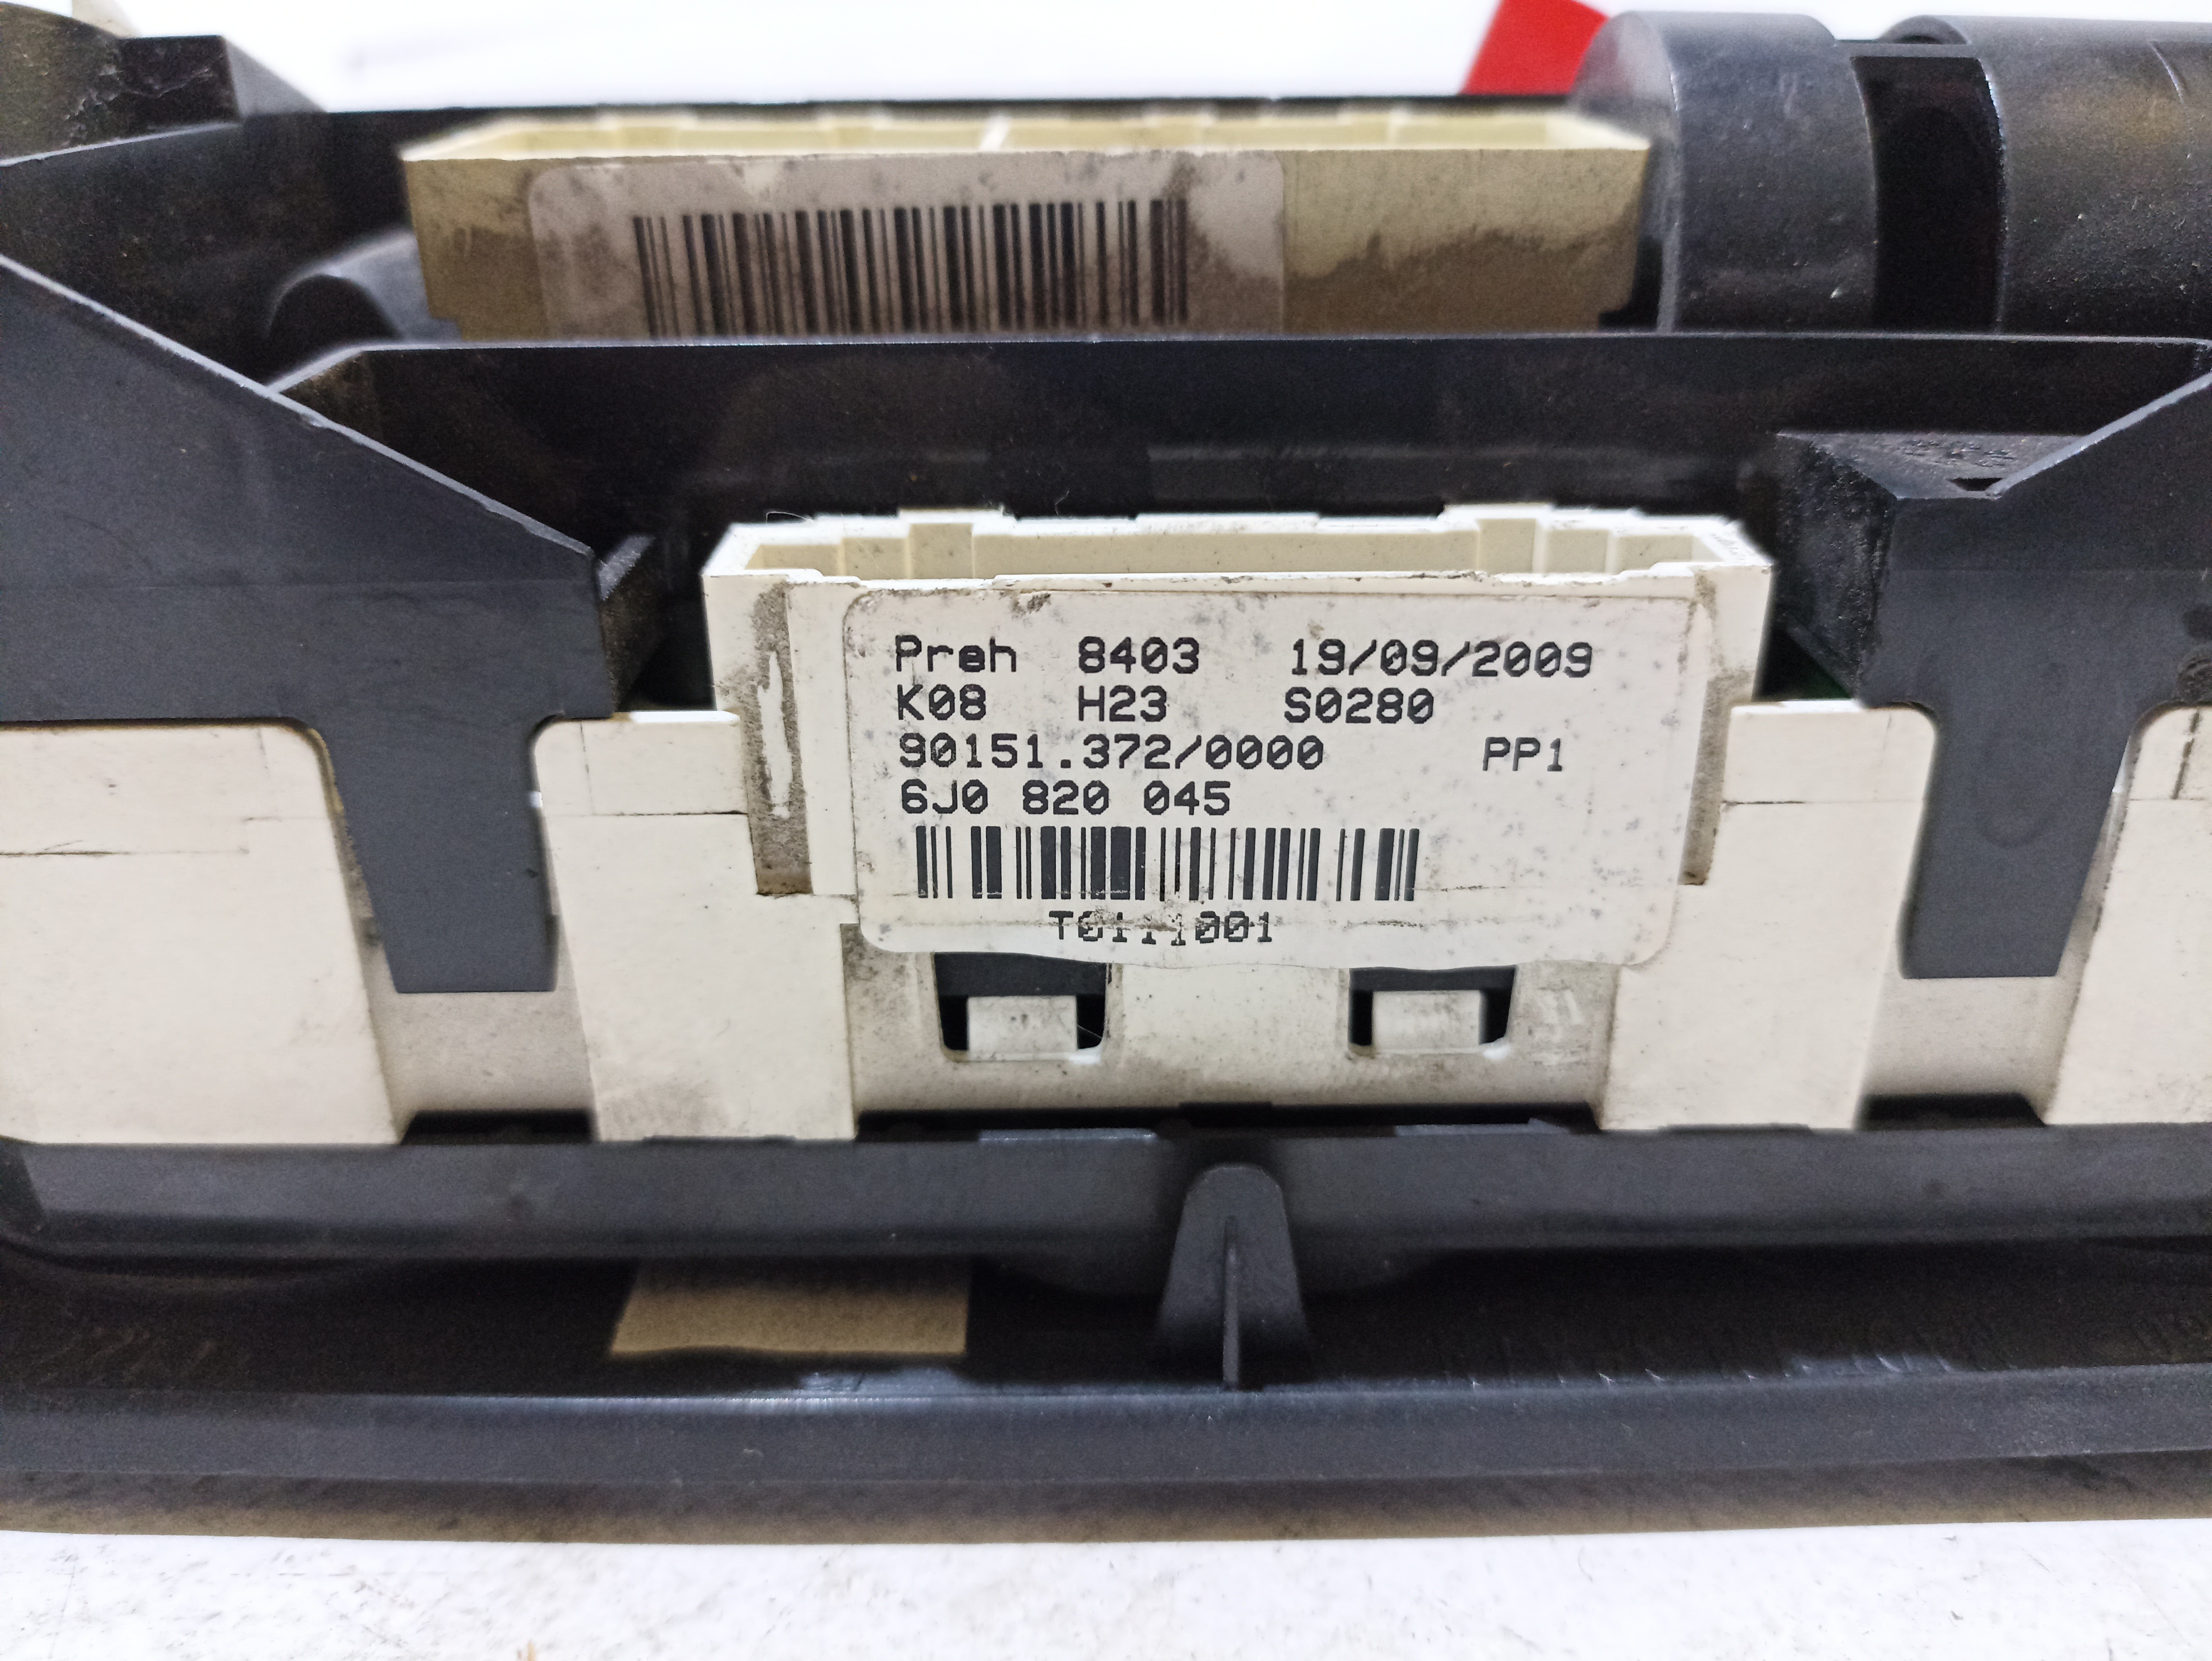 Preh 8403 19/09/2009
K08 H23 S0280
90151.372/0000 PP1
6J0 820 045